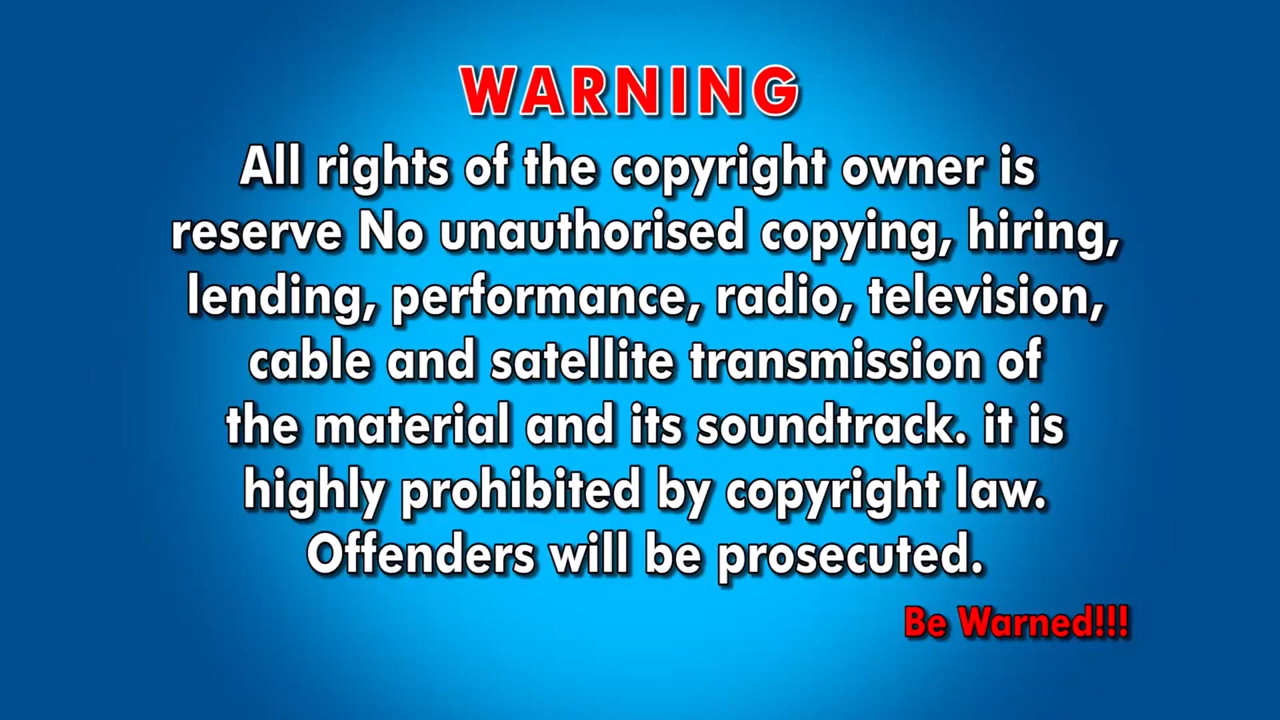 WARNING
All rights of the copyright owner is
reserve No unauthorised copying, hiring,
lending, performance, radio, television,
cable and satellite transmission of
the material and its soundtrack. it is
highly prohibited by copyright law.
Offenders will be prosecuted.
Be Warned!!!